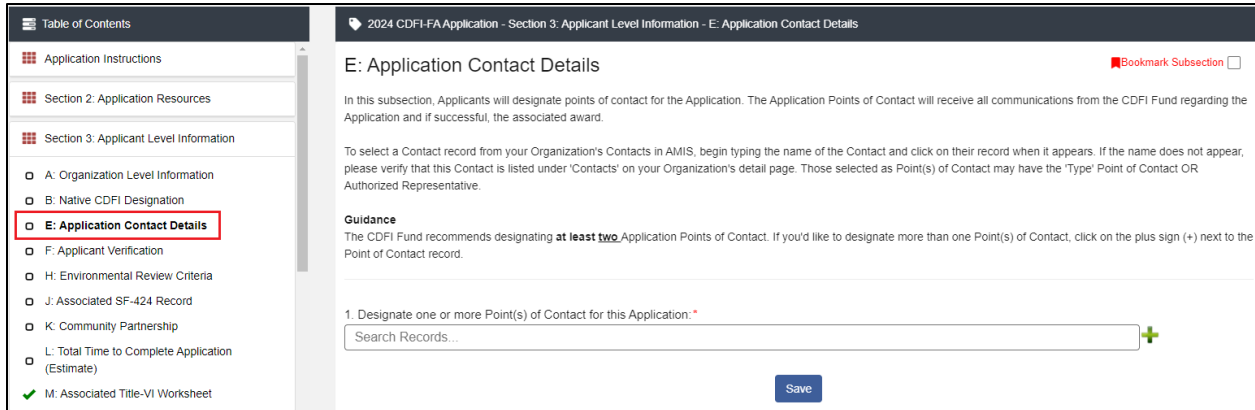 Table of Contents
Application Instructions
Section 2: Application Resources
Section 3: Applicant Level Information
A: Organization Level Information
B: Native CDFI Designation
E: Application Contact Details
F: Applicant Verification
H: Environmental Review Criteria
J: Associated SF-424 Record
K: Community Partnership
L: Total Time to Complete Application
(Estimate)
M: Associated Title-VI Worksheet
2024 CDFI-FA Application - Section 3: Applicant Level Information - E: Application Contact Details
E: Application Contact Details
Bookmark Subsection
In this subsection, Applicants will designate points of contact for the Application. The Application Points of Contact will receive all communications from the CDFI Fund regarding the
Application and if successful, the associated award.
To select a Contact record from your Organization's Contacts in AMIS, begin typing the name of the Contact and click on their record when it appears. If the name does not appear,
please verify that this Contact is listed under 'Contacts' on your Organization's detail page. Those selected as Point(s) of Contact may have the 'Type' Point of Contact OR
Authorized Representative.
Guidance
The CDFI Fund recommends designating at least two Application Points of Contact. If you'd like to designate more than one Point(s) of Contact, click on the plus sign (+) next to the
Point of Contact record.
1. Designate one or more Point(s) of Contact for this Application:*
Search Records...
Save